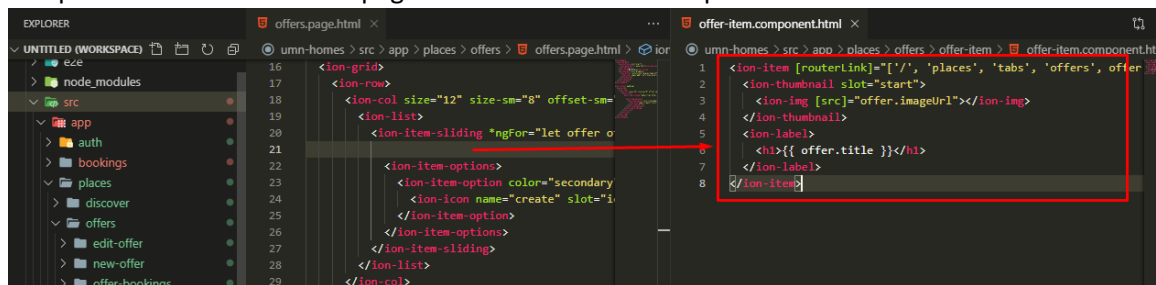 EXPLORER
UNTITLED (WORKSPACE)
e2e
node_modules
src
app
auth
bookings
places
discover
offers
edit-offer
new-offer
offer-bookings
offers.page.html ×
umn-homes > src > app > places > offers > offers.page.html > ion
16 <ion-grid>
17 <ion-row>
18 <ion-col size="12" size-sm="8" offset-sm=
19 <ion-list>
20 <ion-item-sliding *ngFor="let offer o
21
22 <ion-item-options>
23 <ion-item-option color="secondary
24 <ion-icon name="create" slot="i
25 </ion-item-option>
26 </ion-item-options>
27 </ion-item-sliding>
28 </ion-list>
29 </ion-col>
offer-item.component.html ×
umn-homes > src > app > places > offers > offer-item > offer-item.component.ht
1 <ion-item [routerLink]="['/', 'places', 'tabs', 'offers', offer
2 <ion-thumbnail slot="start">
3 <ion-img [src]="offer.imageUrl"></ion-img>
4 </ion-thumbnail>
5 <ion-label>
6 <h1>{{ offer.title }}</h1>
7 </ion-label>
8 </ion-item>